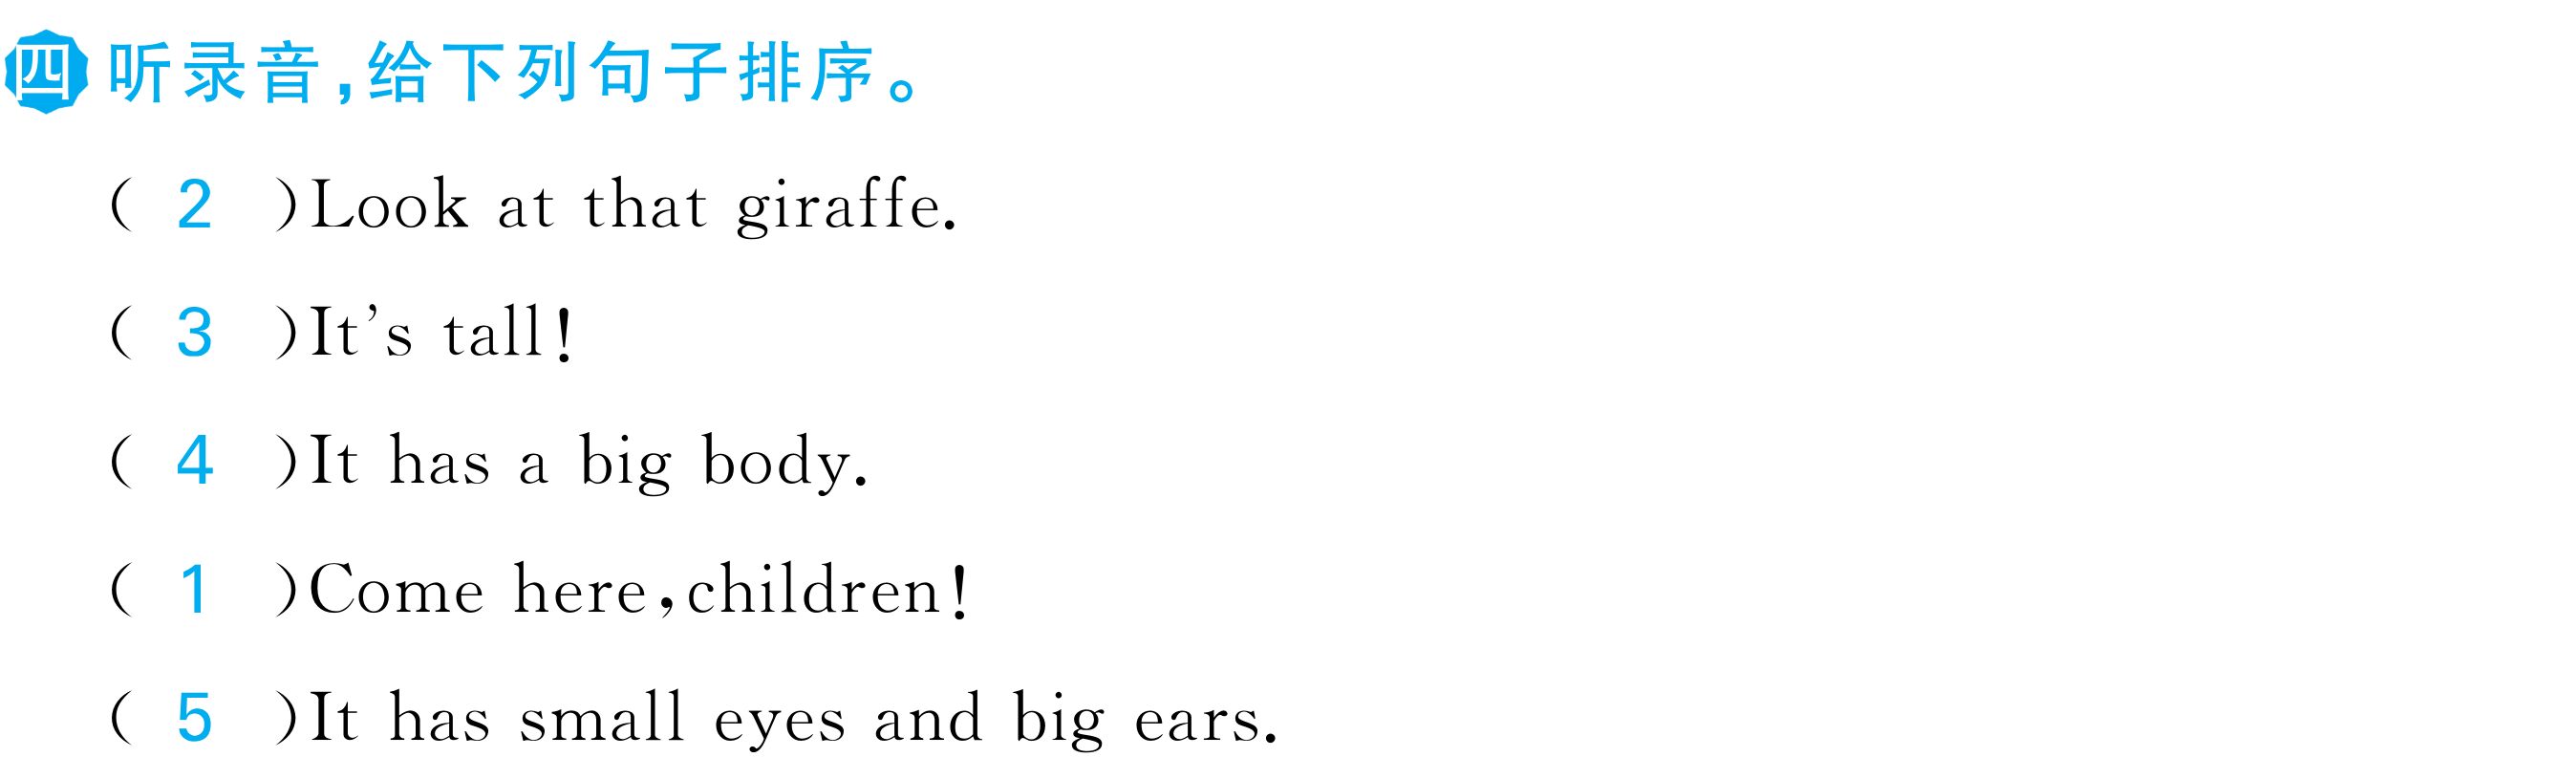 四 听录音,给下列句子排序。
( 2 )Look at that giraffe.
( 3 )It's tall!
( 4 )It has a big body.
( 1 )Come here,children!
( 5 )It has small eyes and big ears.